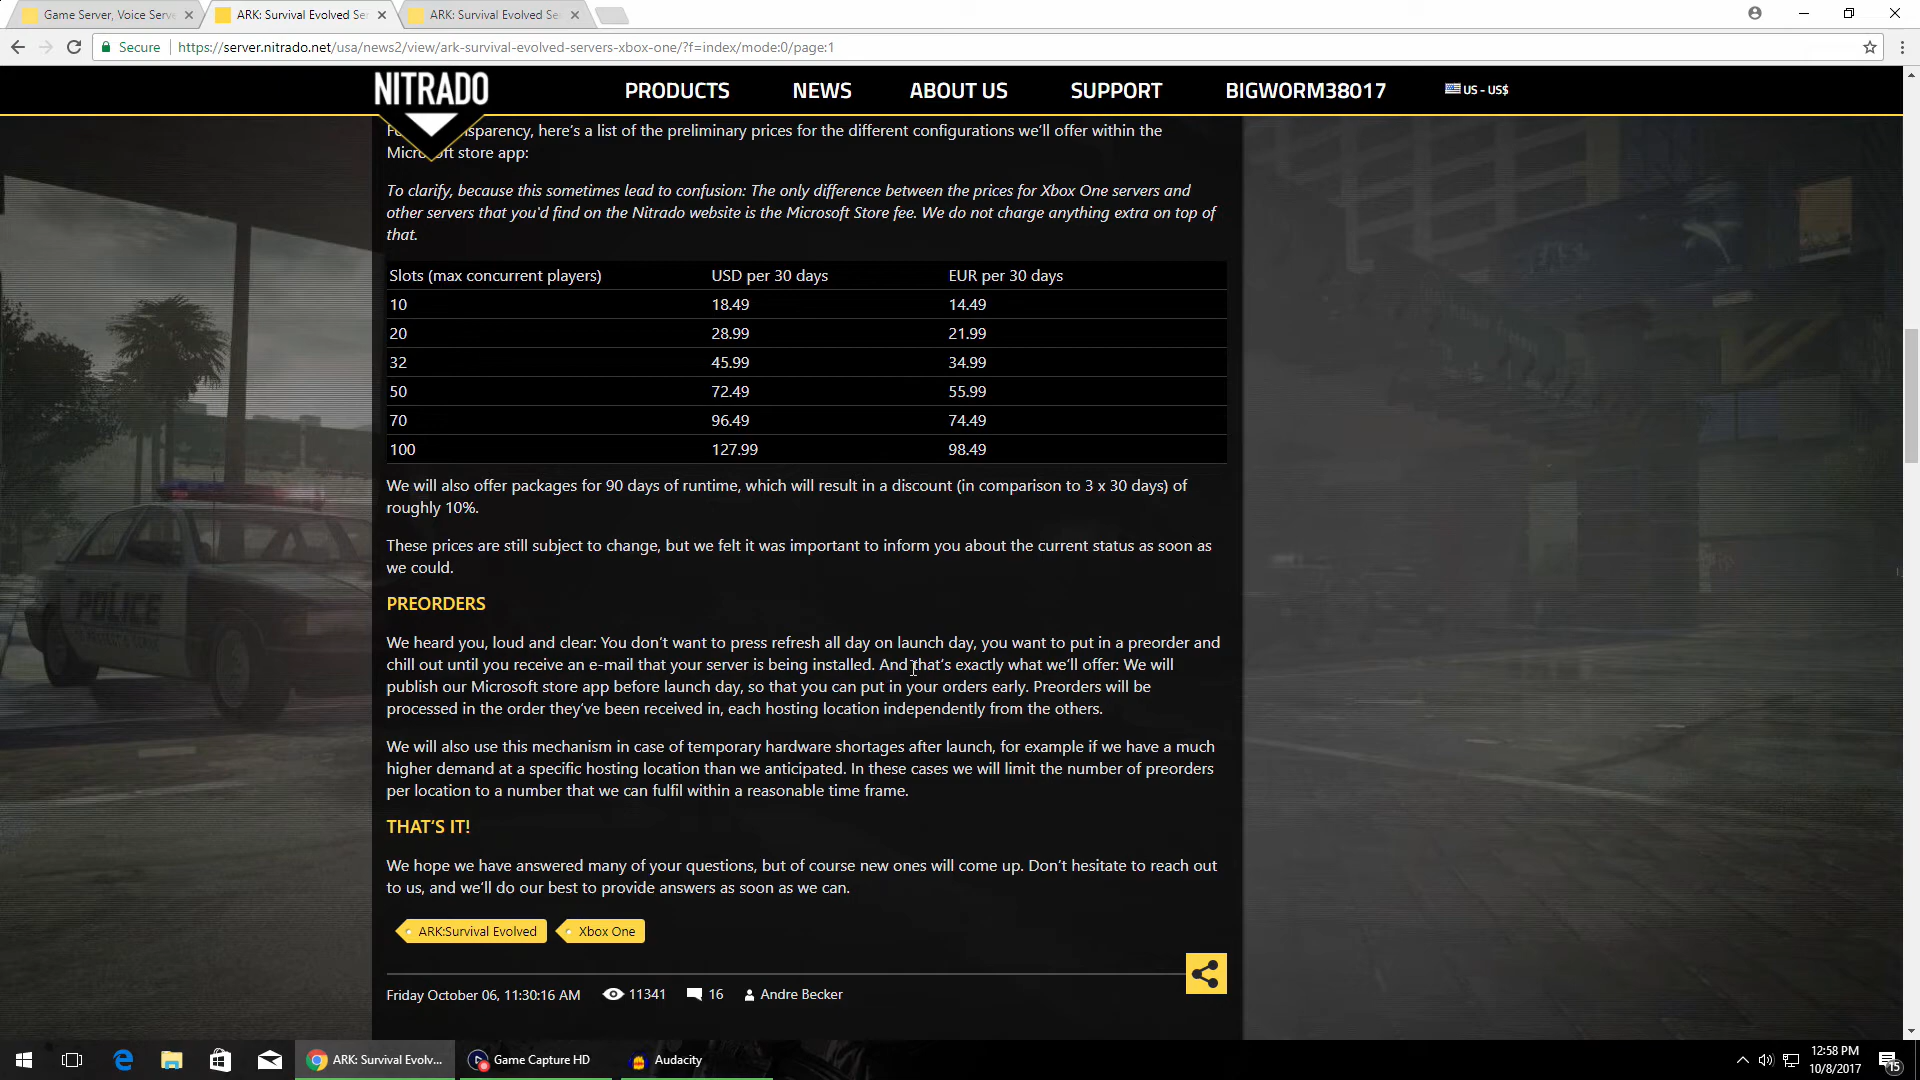 Game Server, Voice Serve
ARK: Survival Evolved Ser
ARK: Survival Evolved Se
Secure
https://server.nitrado.net/usa/news2/view/ark-survival-evolved-servers-xbox-one/?f=index/mode:0/page:1
NITRADO
PRODUCTS
NEWS
ABOUT US
SUPPORT
BIGWORM38017
US - US$
sparency, here's a list of the preliminary prices for the different configurations we'll offer within the
Microsoft store app:
To clarify, because this sometimes lead to confusion: The only difference between the prices for Xbox One servers and
other servers that you'd find on the Nitrado website is the Microsoft Store fee. We do not charge anything extra on top of
that.
Slots (max concurrent players) USD per 30 days EUR per 30 days
10 18.49 14.49
20 28.99 21.99
32 45.99 34.99
50 72.49 55.99
70 96.49 74.49
100 127.99 98.49
We will also offer packages for 90 days of runtime, which will result in a discount (in comparison to 3 x 30 days) of
roughly 10%.
These prices are still subject to change, but we felt it was important to inform you about the current status as soon as
we could.
PREORDERS
We heard you, loud and clear: You don't want to press refresh all day on launch day, you want to put in a preorder and
chill out until you receive an e-mail that your server is being installed. And that's exactly what we'll offer: We will
publish our Microsoft store app before launch day, so that you can put in your orders early. Preorders will be
processed in the order they've been received in, each hosting location independently from the others.
We will also use this mechanism in case of temporary hardware shortages after launch, for example if we have a much
higher demand at a specific hosting location than we anticipated. In these cases we will limit the number of preorders
per location to a number that we can fulfil within a reasonable time frame.
THAT'S IT!
We hope we have answered many of your questions, but of course new ones will come up. Don't hesitate to reach out
to us, and we'll do our best to provide answers as soon as we can.
ARK:Survival Evolved
Xbox One
Friday October 06, 11:30:16 AM 11341 16 Andre Becker
POLICE
ARK: Survival Evolv...
Game Capture HD
Audacity
12:58 PM
10/8/2017
15